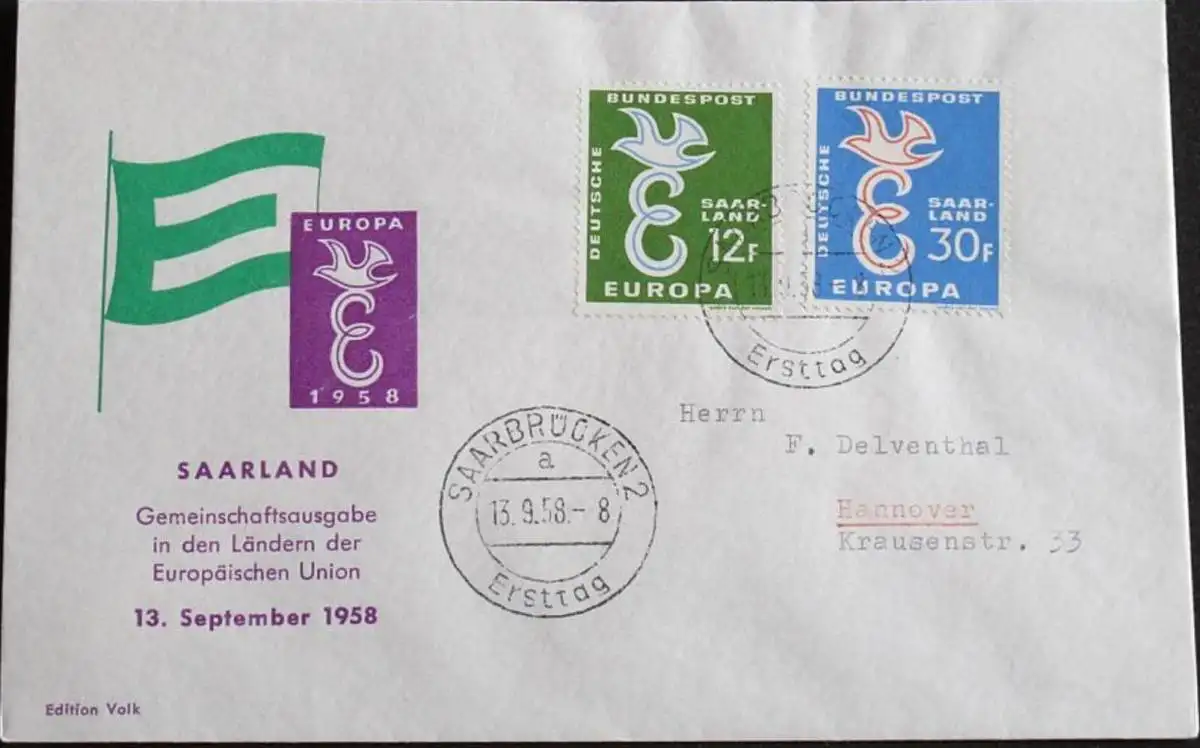 EUROPA
1958
SAARLAND
Gemeinschaftsausgabe
in den Ländern der
Europäischen Union
13. September 1958
Edition Volk
SAARBRÜCKEN 2
a
13.9.58.- 8
Ersttag
DEUTSCHE
BUNDESPOST
SAAR-
LAND
12F
EUROPA
DEUTSCHE
BUNDESPOST
SAAR-
LAND
30F
EUROPA
Ersttag
Herrn
F. Delventhal
Hannover
Krausenstr. 33